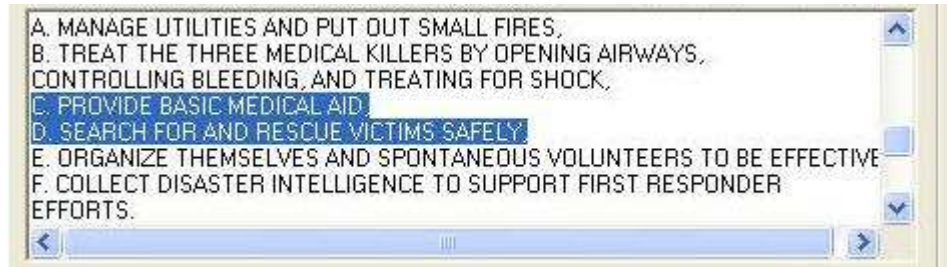 A. MANAGE UTILITIES AND PUT OUT SMALL FIRES,
B. TREAT THE THREE MEDICAL KILLERS BY OPENING AIRWAYS,
CONTROLLING BLEEDING, AND TREATING FOR SHOCK,
C. PROVIDE BASIC MEDICAL AID,
D. SEARCH FOR AND RESCUE VICTIMS SAFELY,
E. ORGANIZE THEMSELVES AND SPONTANEOUS VOLUNTEERS TO BE EFFECTIVE
F. COLLECT DISASTER INTELLIGENCE TO SUPPORT FIRST RESPONDER
EFFORTS.